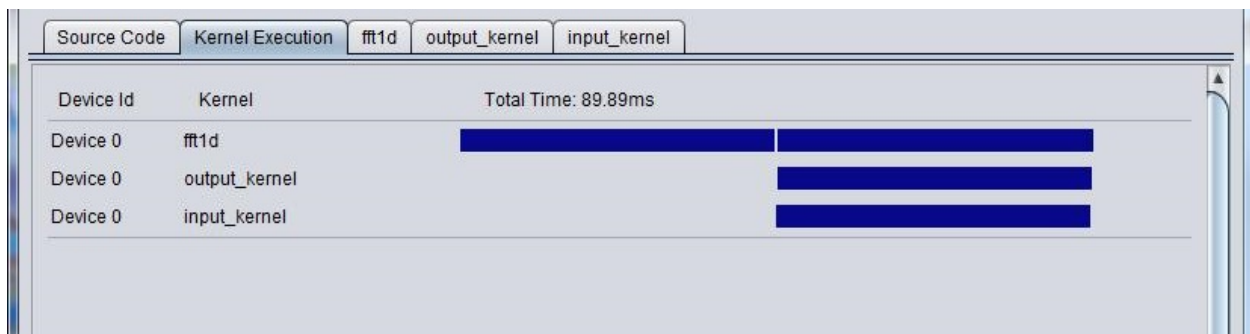 Source Code Kernel Execution fft1d output_kernel input_kernel
Device Id Kernel Total Time: 89.89ms
Device 0 fft1d
Device 0 output_kernel
Device 0 input_kernel